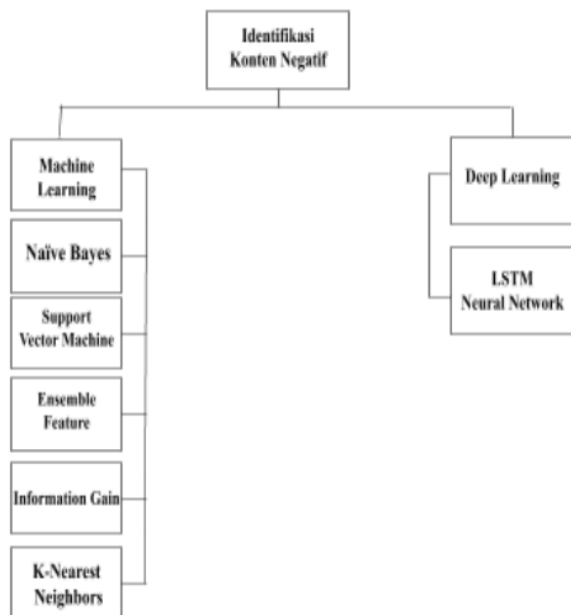 Identifikasi
Konten Negatif
Machine
Learning
Naïve Bayes
Support
Vector Machine
Ensemble
Feature
Information Gain
K-Nearest
Neighbors
Deep Learning
LSTM
Neural Network